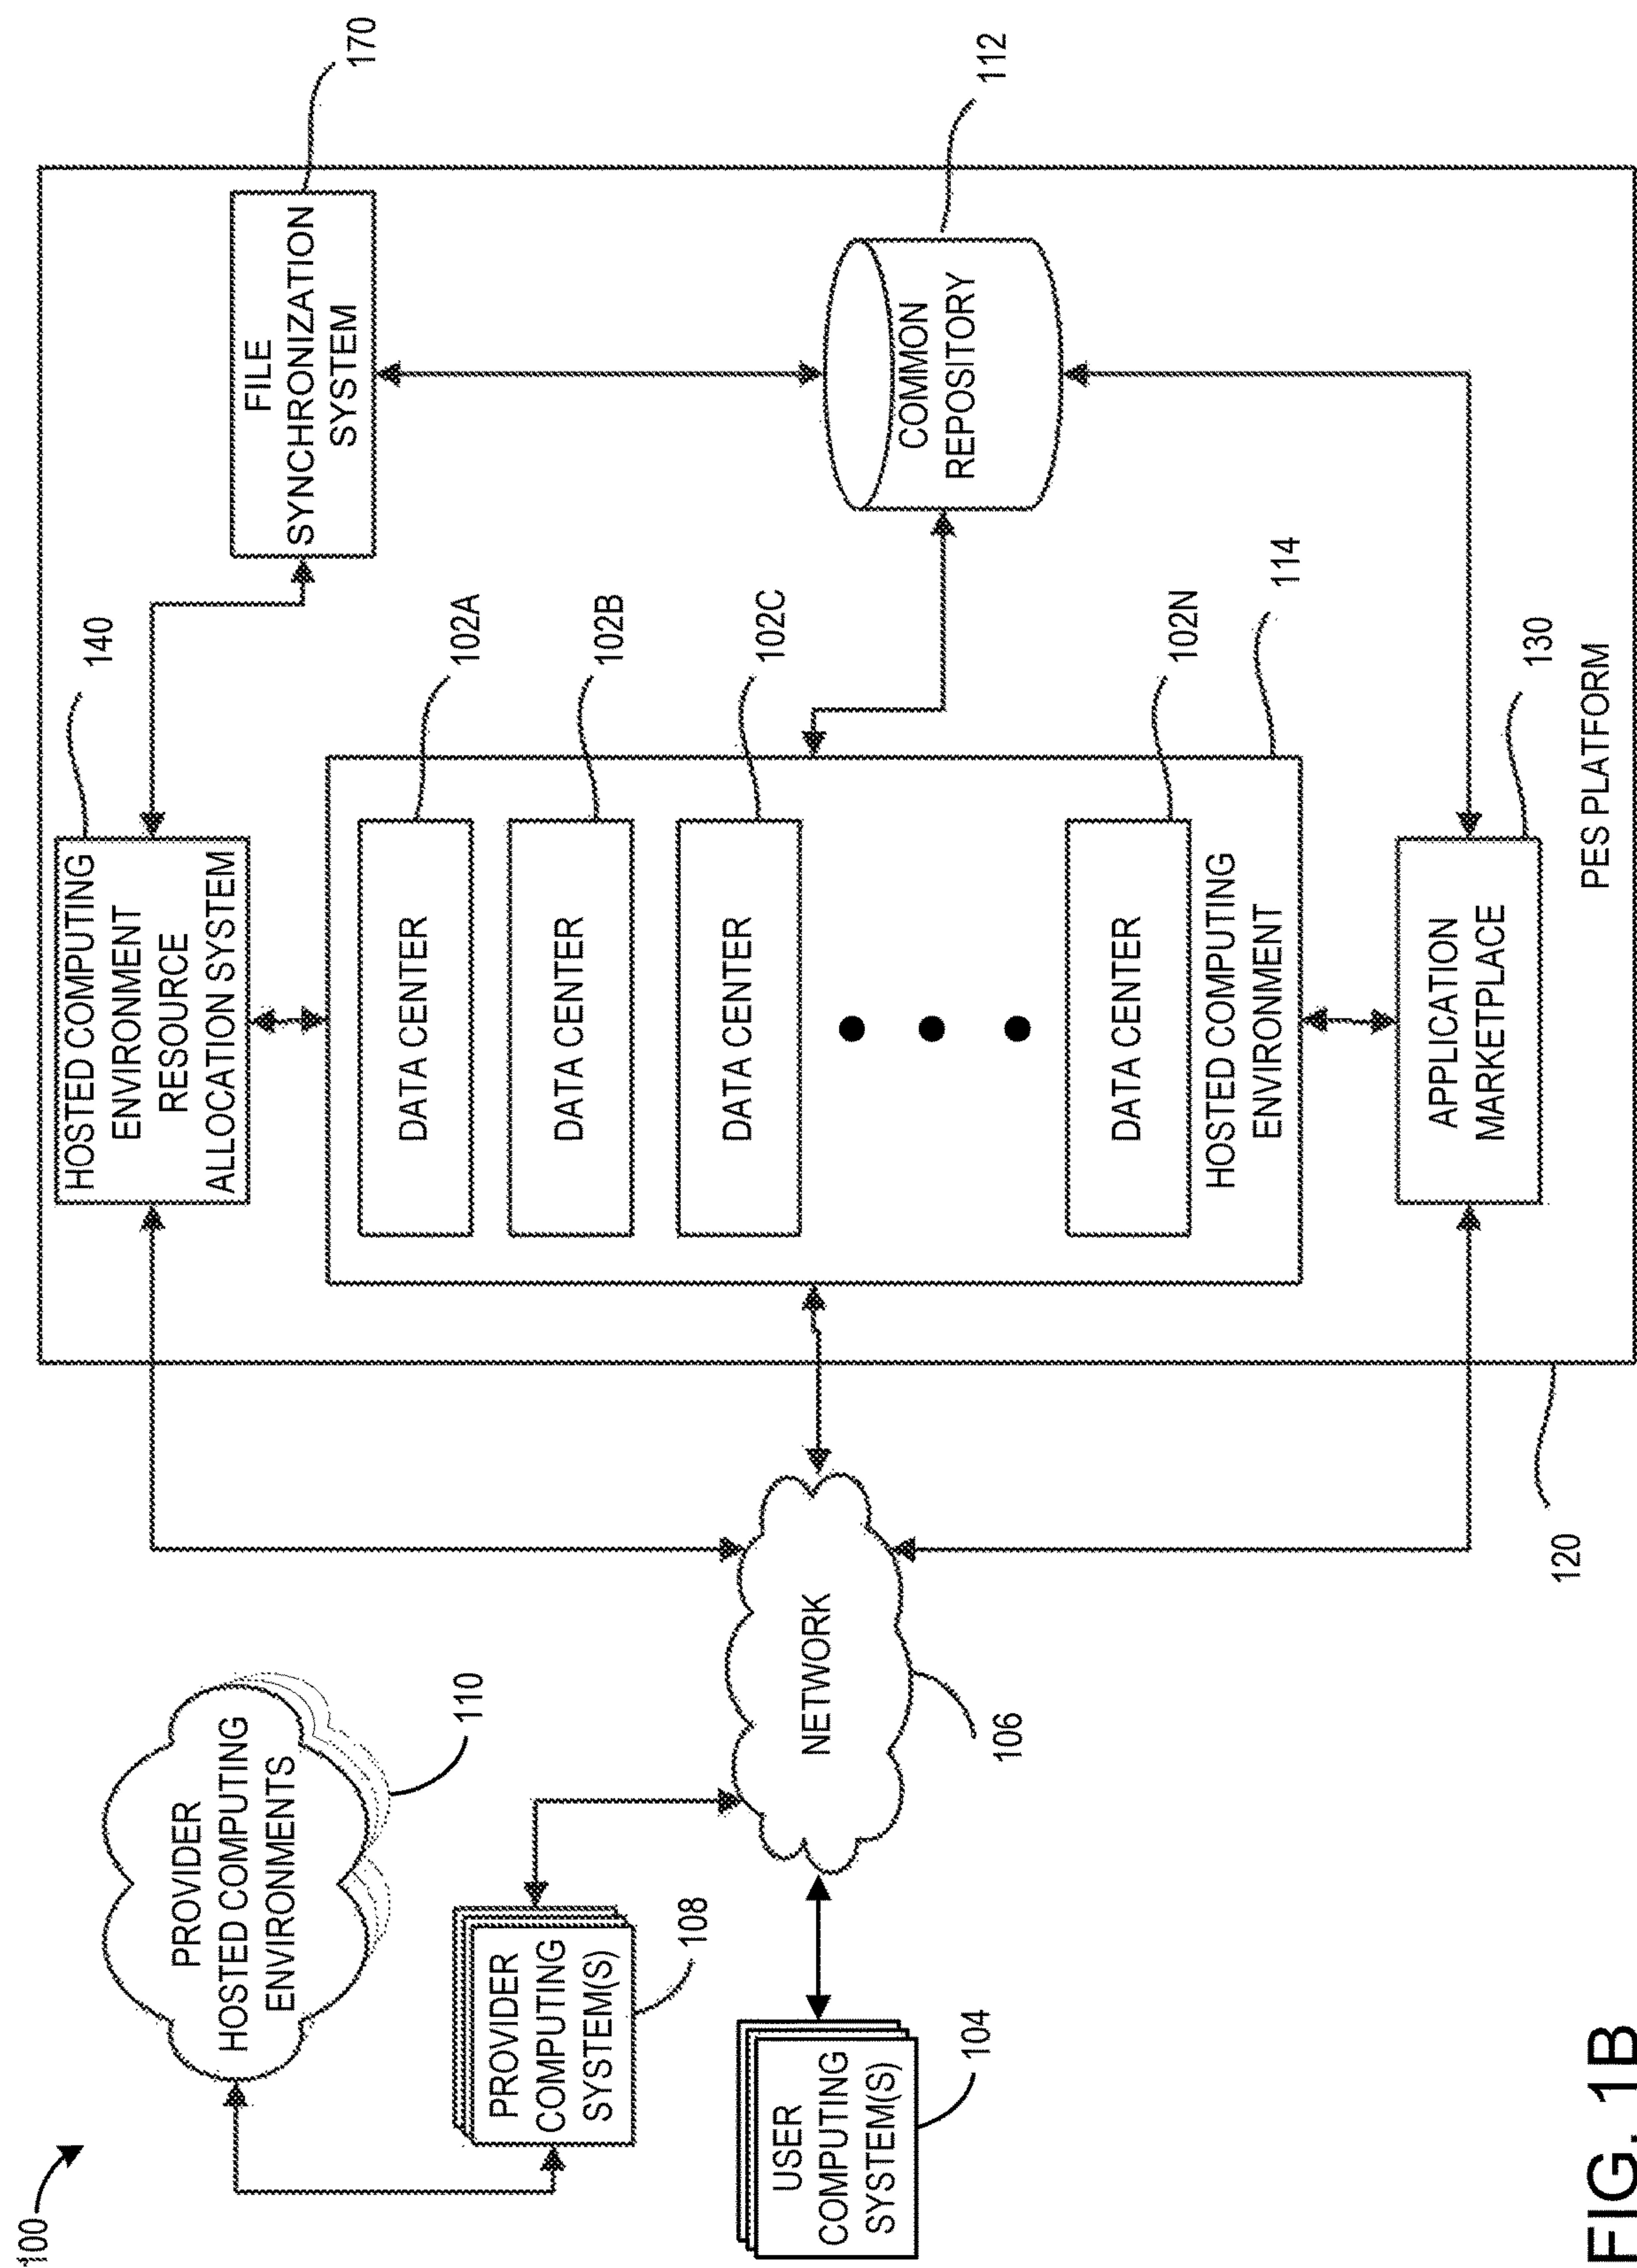 100
PROVIDER
HOSTED COMPUTING
ENVIRONMENTS
110
PROVIDER
COMPUTING
SYSTEM(S)
108
USER
COMPUTING
SYSTEM(S)
104
NETWORK
106
HOSTED COMPUTING
ENVIRONMENT
RESOURCE
ALLOCATION SYSTEM
140
FILE
SYNCHRONIZATION
SYSTEM
170
DATA CENTER
102A
DATA CENTER
102B
DATA CENTER
102C
DATA CENTER
102N
HOSTED COMPUTING
ENVIRONMENT
114
COMMON
REPOSITORY
112
APPLICATION
MARKETPLACE
130
PES PLATFORM
120
FIG. 1B